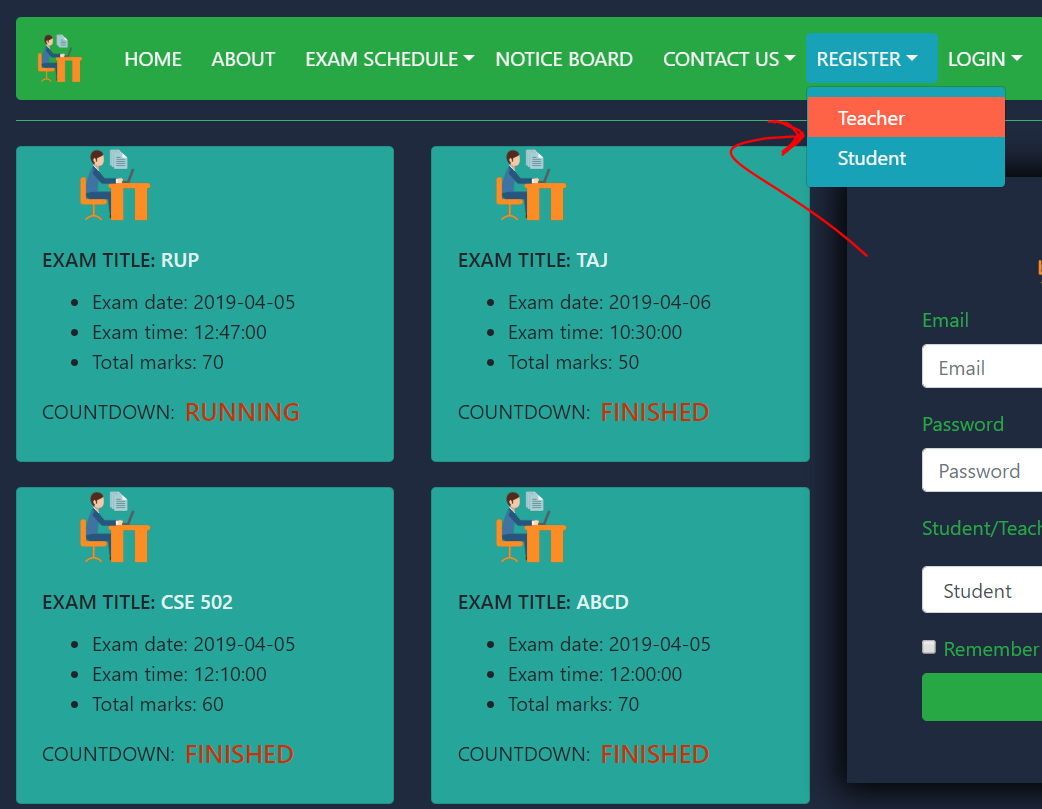 HOME ABOUT EXAM SCHEDULE NOTICE BOARD CONTACT US REGISTER LOGIN
Teacher
Student
EXAM TITLE: RUP
Exam date: 2019-04-05
Exam time: 12:47:00
Total marks: 70
COUNTDOWN: RUNNING
EXAM TITLE: TAJ
Exam date: 2019-04-06
Exam time: 10:30:00
Total marks: 50
COUNTDOWN: FINISHED
EXAM TITLE: CSE 502
Exam date: 2019-04-05
Exam time: 12:10:00
Total marks: 60
COUNTDOWN: FINISHED
EXAM TITLE: ABCD
Exam date: 2019-04-05
Exam time: 12:00:00
Total marks: 70
COUNTDOWN: FINISHED
Email
Email
Password
Password
Student/Teach
Student
Remember